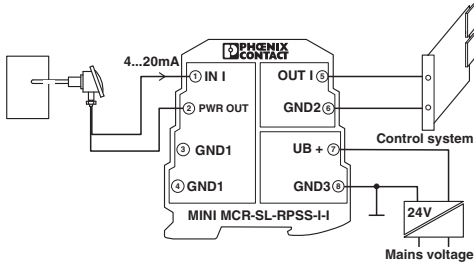 PHŒNIX
CONTACT
4...20mA
1 IN I
OUT I 5
2 PWR OUT
GND2 6
Control system
3 GND1
UB + 7
4 GND1
GND3 8
24V
MINI MCR-SL-RPSS-I-I
Mains voltage